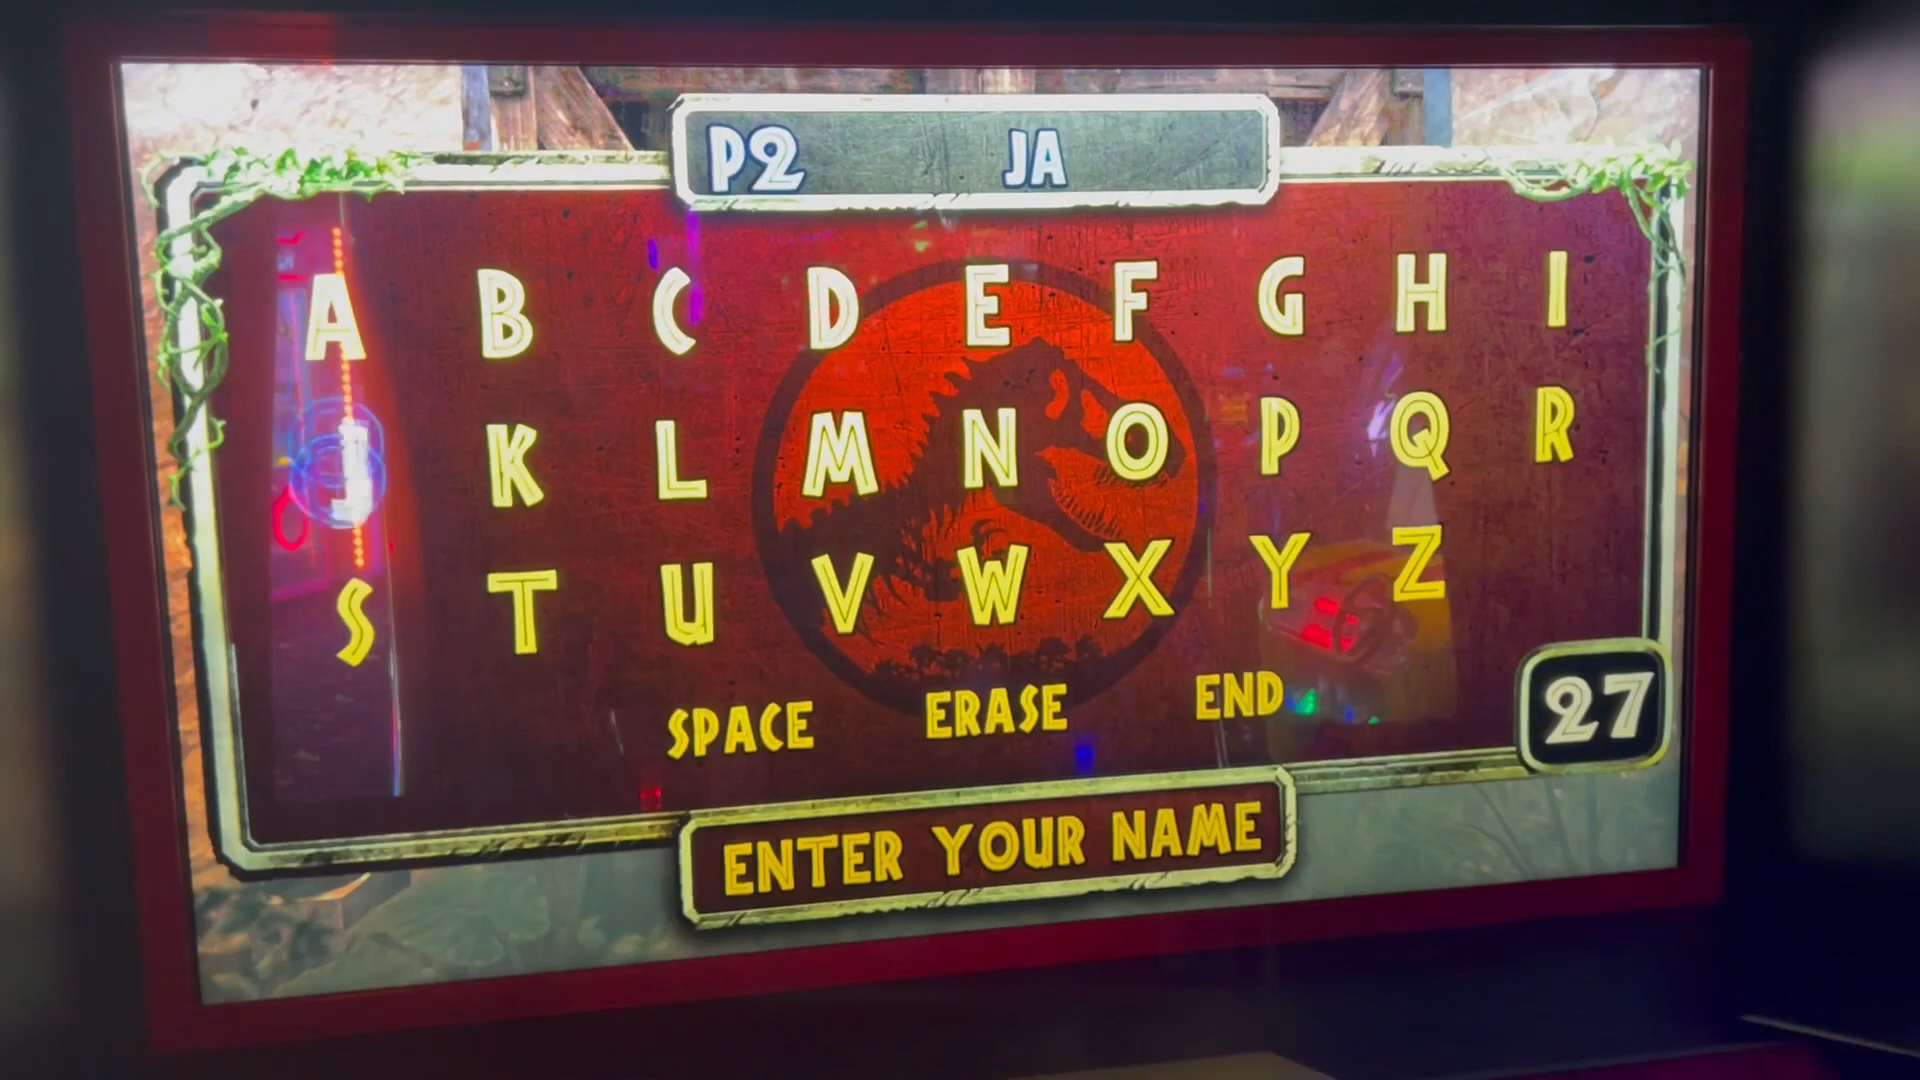 P2 JA
A B C D E F G H I
J K L M N O P Q R
S T U V W X Y Z
SPACE ERASE END
27
ENTER YOUR NAME